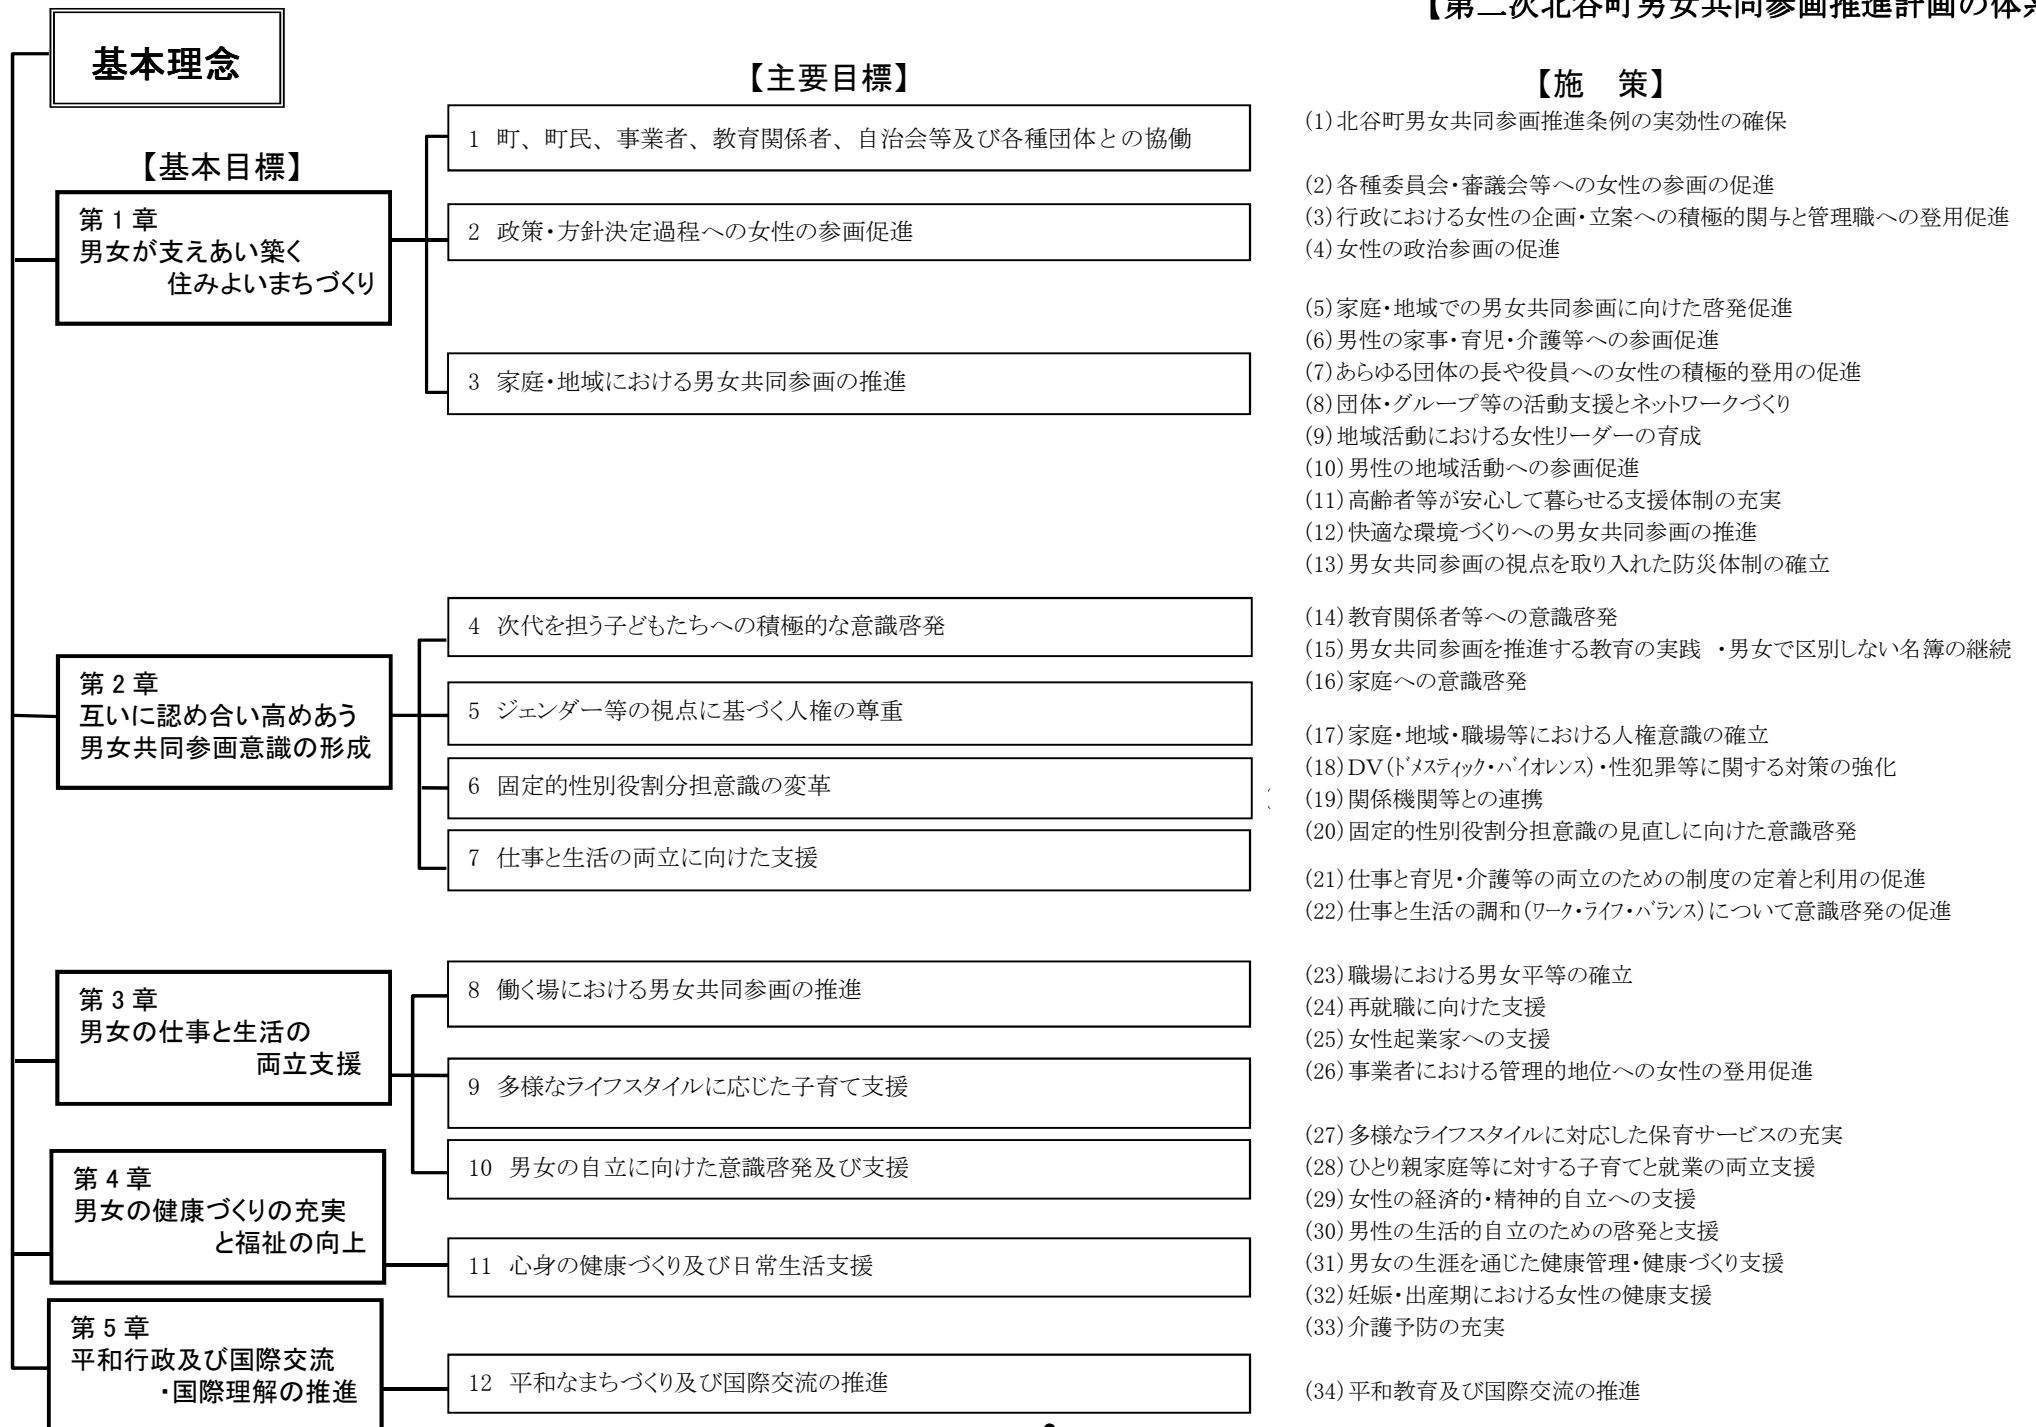 【第二次北谷町男女共同参画推進計画の体系
基本理念
【主要目標】
【施　策】
【基本目標】
第１章
男女が支えあい築く
住みよいまちづくり
1 町、町民、事業者、教育関係者、自治会等及び各種団体との協働
2 政策・方針決定過程への女性の参画促進
3 家庭・地域における男女共同参画の推進
(1)北谷町男女共同参画推進条例の実効性の確保
(2)各種委員会・審議会等への女性の参画の促進
(3)行政における女性の企画・立案への積極的関与と管理職への登用促進
(4)女性の政治参画の促進
(5)家庭・地域での男女共同参画に向けた啓発促進
(6)男性の家事・育児・介護等への参画促進
(7)あらゆる団体の長や役員への女性の積極的登用の促進
(8)団体・グループ等の活動支援とネットワークづくり
(9)地域活動における女性リーダーの育成
(10)男性の地域活動への参画促進
(11)高齢者等が安心して暮らせる支援体制の充実
(12)快適な環境づくりへの男女共同参画の推進
(13)男女共同参画の視点を取り入れた防災体制の確立
第２章
互いに認め合い高めあう
男女共同参画意識の形成
4 次代を担う子どもたちへの積極的な意識啓発
5 ジェンダー等の視点に基づく人権の尊重
6 固定的性別役割分担意識の変革
7 仕事と生活の両立に向けた支援
(14)教育関係者等への意識啓発
(15)男女共同参画を推進する教育の実践 ・男女で区別しない名簿の継続
(16)家庭への意識啓発
(17)家庭・地域・職場等における人権意識の確立
(18)DV(ﾄﾞﾒｽﾃｨｯｸ・ﾊﾞｲｵﾚﾝｽ)・性犯罪等に関する対策の強化
(19)関係機関等との連携
(20)固定的性別役割分担意識の見直しに向けた意識啓発
(21)仕事と育児・介護等の両立のための制度の定着と利用の促進
(22)仕事と生活の調和(ﾜｰｸ・ﾗｲﾌ・ﾊﾞﾗﾝｽ)について意識啓発の促進
第３章
男女の仕事と生活の
両立支援
8 働く場における男女共同参画の推進
9 多様なライフスタイルに応じた子育て支援
10 男女の自立に向けた意識啓発及び支援
(23)職場における男女平等の確立
(24)再就職に向けた支援
(25)女性起業家への支援
(26)事業者における管理的地位への女性の登用促進
(27)多様なライフスタイルに対応した保育サービスの充実
(28)ひとり親家庭等に対する子育てと就業の両立支援
(29)女性の経済的・精神的自立への支援
(30)男性の生活的自立のための啓発と支援
第４章
男女の健康づくりの充実
と福祉の向上
11 心身の健康づくり及び日常生活支援
(31)男女の生涯を通じた健康管理・健康づくり支援
(32)妊娠・出産期における女性の健康支援
(33)介護予防の充実
第５章
平和行政及び国際交流
・国際理解の推進
12 平和なまちづくり及び国際交流の推進
(34)平和教育及び国際交流の推進